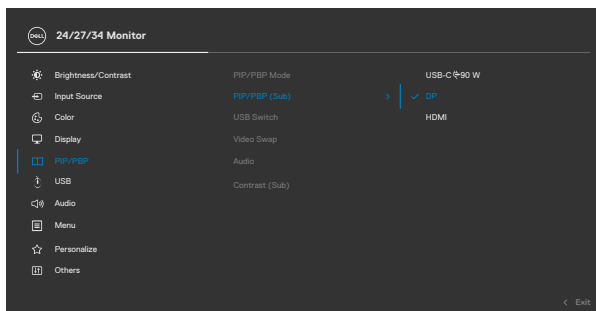 DELL 24/27/34 Monitor
Brightness/Contrast PIP/PBP Mode USB-C 90 W
Input Source PIP/PBP (Sub) DP
Color USB Switch HDMI
Display Video Swap
PIP/PBP Audio
USB Contrast (Sub)
Audio
Menu
Personalize
Others
Exit